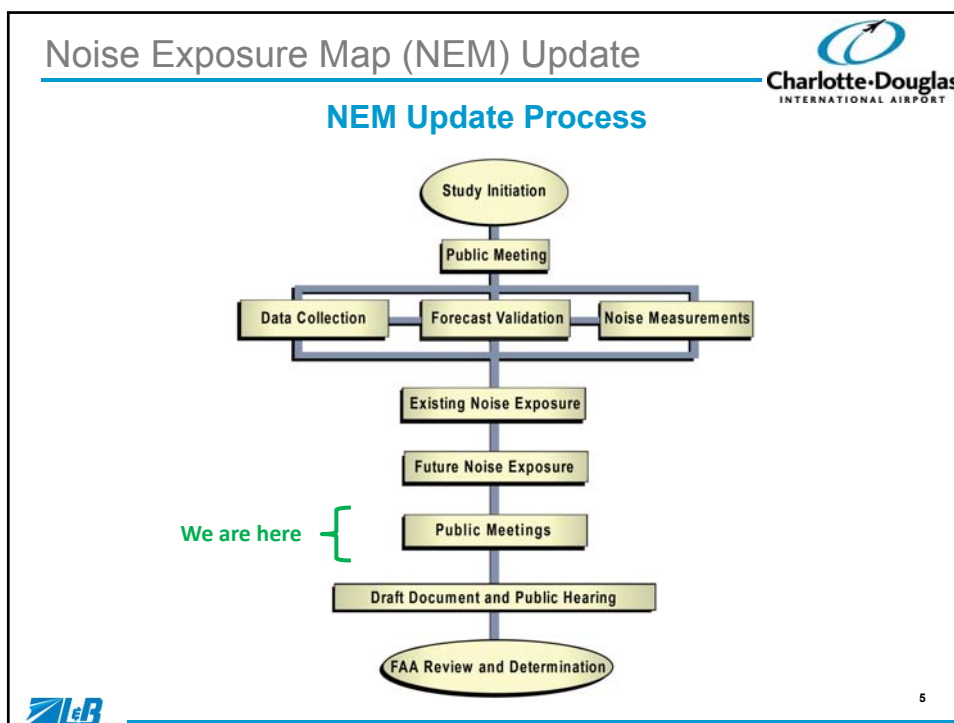 Noise Exposure Map (NEM) Update
Charlotte·Douglas
INTERNATIONAL AIRPORT
NEM Update Process
Study Initiation
Public Meeting
Data Collection
Forecast Validation
Noise Measurements
Existing Noise Exposure
Future Noise Exposure
We are here
Public Meetings
Draft Document and Public Hearing
FAA Review and Determination
L&B
5